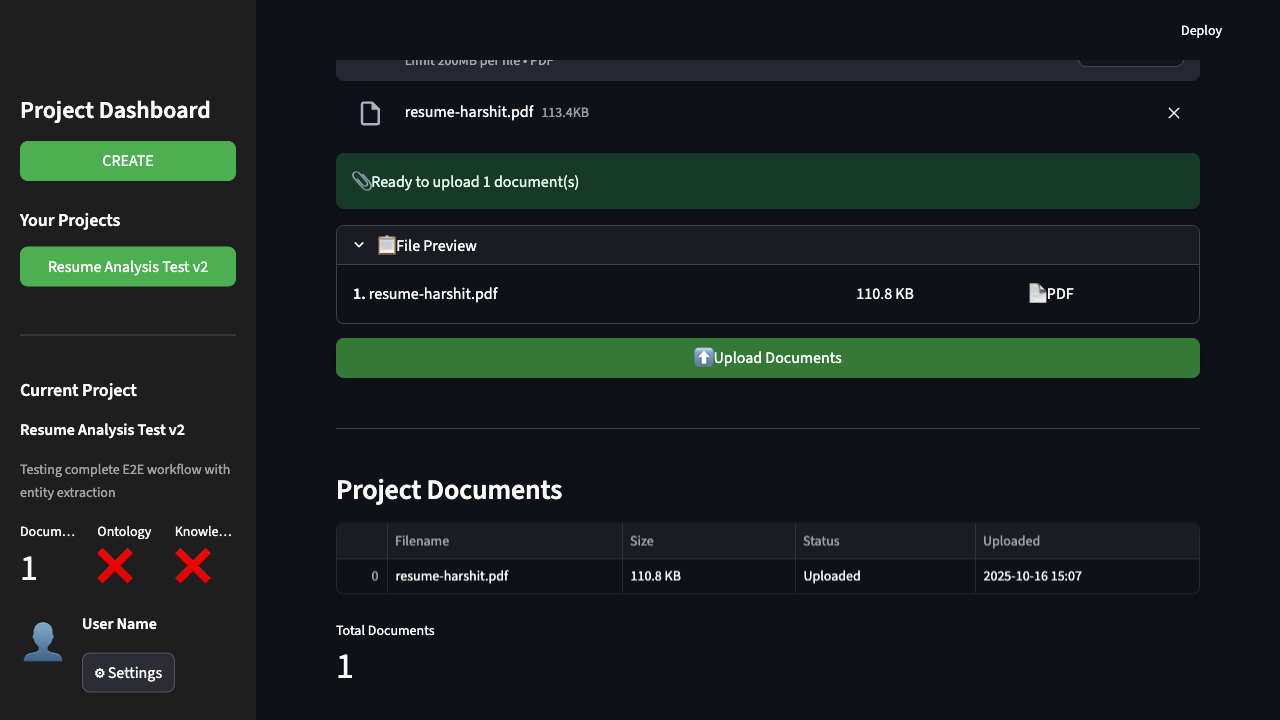 Deploy
Limit 200MB per file • PDF
resume-harshit.pdf 113.4KB
Ready to upload 1 document(s)
File Preview
1. resume-harshit.pdf 110.8 KB PDF
Upload Documents
Project Documents
Filename Size Status Uploaded
0 resume-harshit.pdf 110.8 KB Uploaded 2025-10-16 15:07
Total Documents
1
Project Dashboard
CREATE
Your Projects
Resume Analysis Test v2
Current Project
Resume Analysis Test v2
Testing complete E2E workflow with
entity extraction
Docum… Ontology Knowle…
1
User Name
Settings